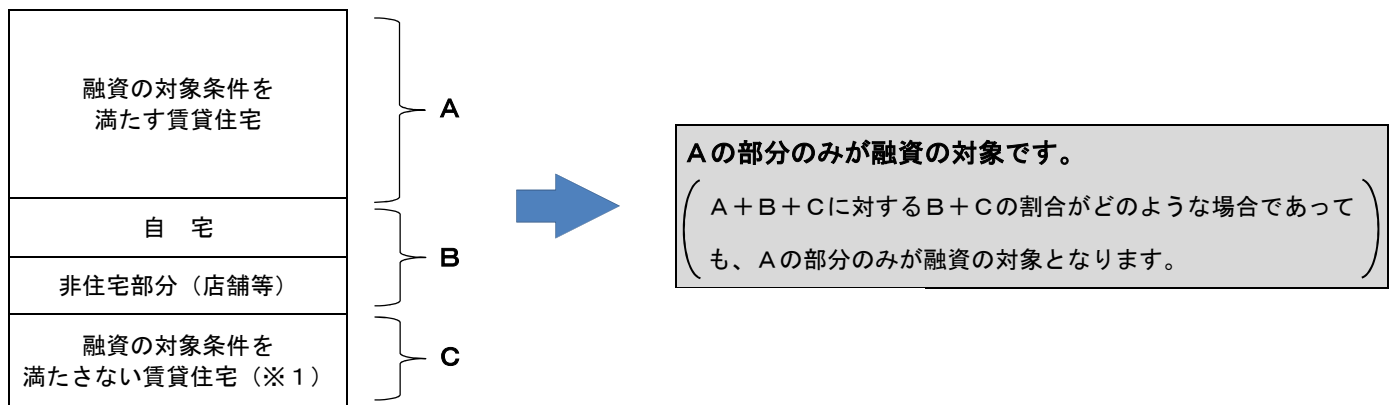 融資の対象条件を
満たす賃貸住宅
A
自　宅
非住宅部分（店舗等）
B
融資の対象条件を
満たさない賃貸住宅（※１）
C
Aの部分のみが融資の対象です。
A＋B＋Cに対するB＋Cの割合がどのような場合であって
も、Aの部分のみが融資の対象となります。